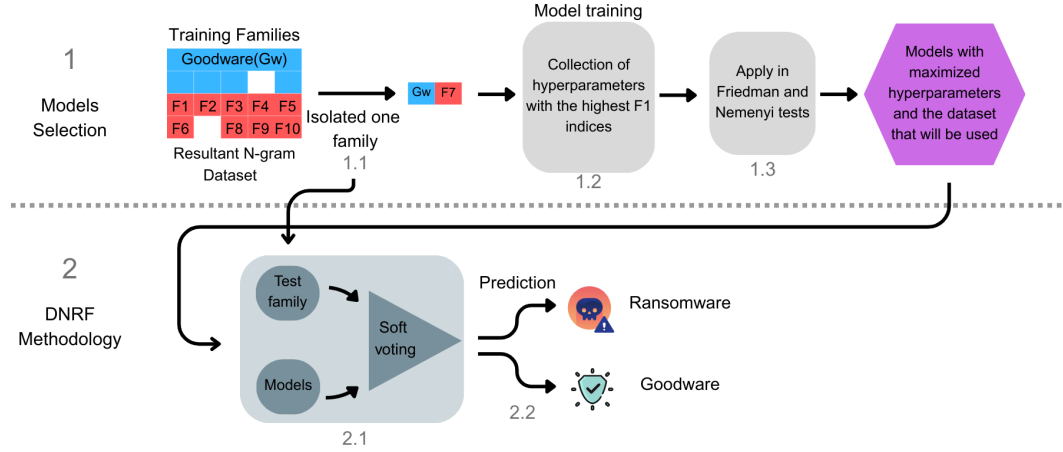 1
Models
Selection
Training Families
Goodware(Gw)
F1 F2 F3 F4 F5
F6 F8 F9 F10
Resultant N-gram
Dataset
Isolated one
family
1.1
Gw F7
Model training
Collection of
hyperparameters
with the highest F1
indices
1.2
Apply in
Friedman and
Nemenyi tests
1.3
Models with
maximized
hyperparameters
and the dataset
that will be used
2
DNRF
Methodology
Test
family
Models
Soft
voting
2.1
Prediction
2.2
Ransomware
Goodware